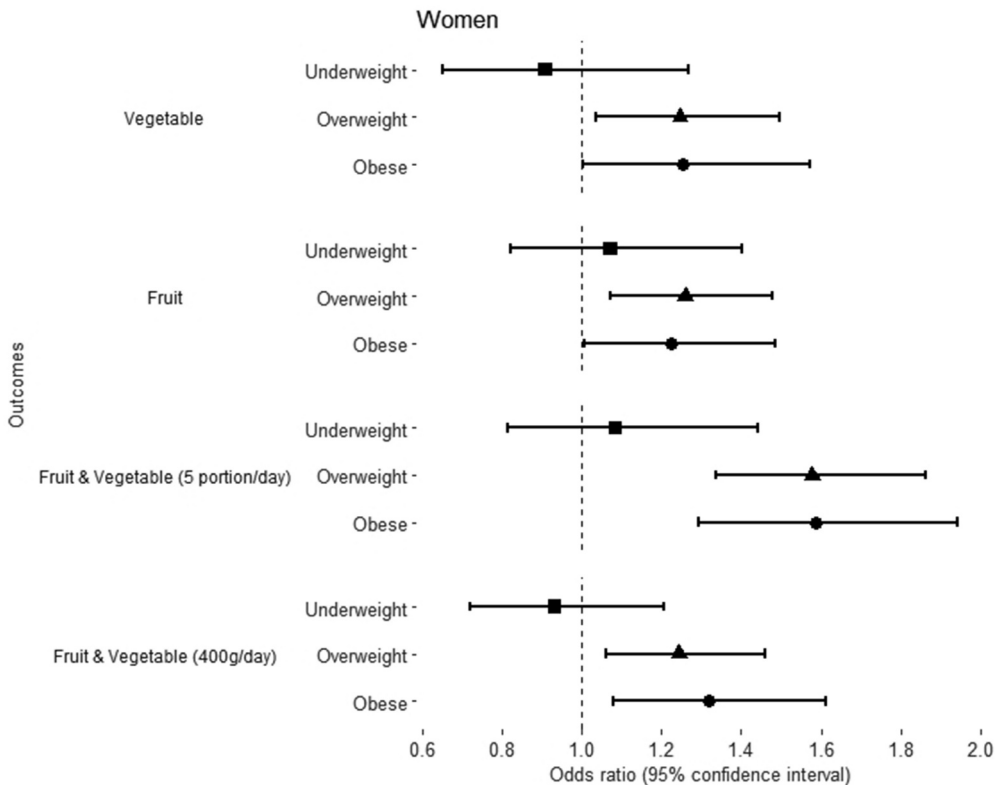 Women
Outcomes
Vegetable
Underweight
Overweight
Obese
Fruit
Underweight
Overweight
Obese
Fruit & Vegetable (5 portion/day)
Underweight
Overweight
Obese
Fruit & Vegetable (400g/day)
Underweight
Overweight
Obese
0.6 0.8 1.0 1.2 1.4 1.6 1.8 2.0
Odds ratio (95% confidence interval)